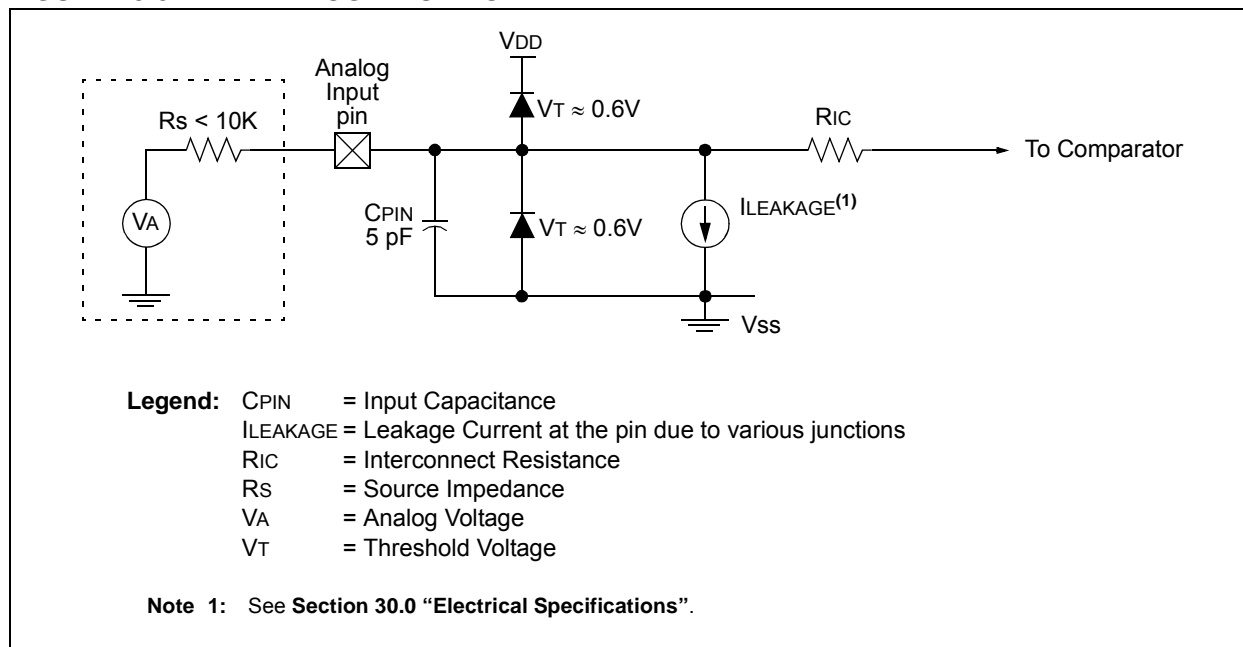 VDD
Analog
Input
pin
Rs < 10K
VT ≈ 0.6V
RIC
To Comparator
VA
CPIN
5 pF
VT ≈ 0.6V
ILEAKAGE(1)
Vss
Legend: CPIN = Input Capacitance
ILEAKAGE = Leakage Current at the pin due to various junctions
RIC = Interconnect Resistance
RS = Source Impedance
VA = Analog Voltage
VT = Threshold Voltage
Note 1: See Section 30.0 “Electrical Specifications”.